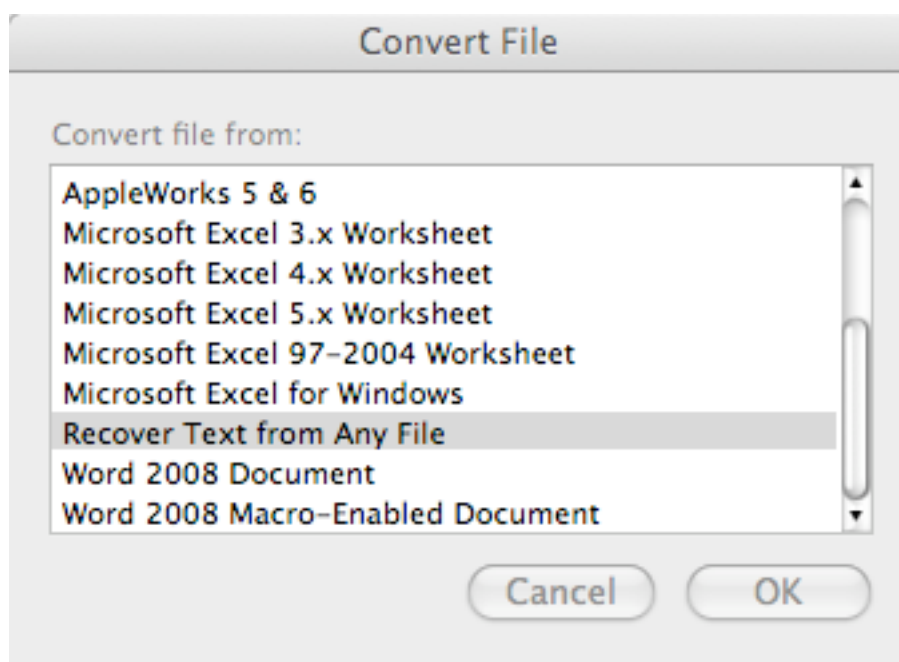 Convert File
Convert file from:
AppleWorks 5 & 6
Microsoft Excel 3.x Worksheet
Microsoft Excel 4.x Worksheet
Microsoft Excel 5.x Worksheet
Microsoft Excel 97–2004 Worksheet
Microsoft Excel for Windows
Recover Text from Any File
Word 2008 Document
Word 2008 Macro–Enabled Document
Cancel OK